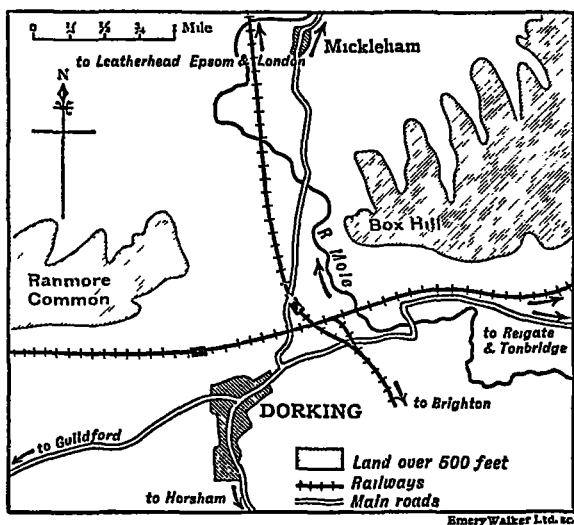 0 ¼ ½ ¾ 1 Mile
Mickleham
to Leatherhead Epsom & London
N
Box Hill
R Mole
Ranmore
Common
to Reigate
& Tonbridge
DORKING
to Brighton
to Guildford
Land over 500 feet
Railways
to Horsham
Main roads
Emery Walker Ltd. sc.